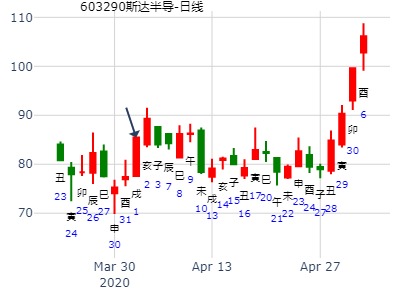 603290斯达半导-日线
110
100
90
80
70
丑 23
寅 24
卯 25
辰 26
巳 27
申 30
酉 31
戌 1
亥 2
子 3
辰 7
巳 8
午 9
未 10
戌 13
亥 14
子 15
丑 16
寅 17
巳 20
午 21
未 22
申 23
酉 24
子 27
丑 28
寅 29
卯 30
酉 6
Mar 30
2020
Apr 13
Apr 27